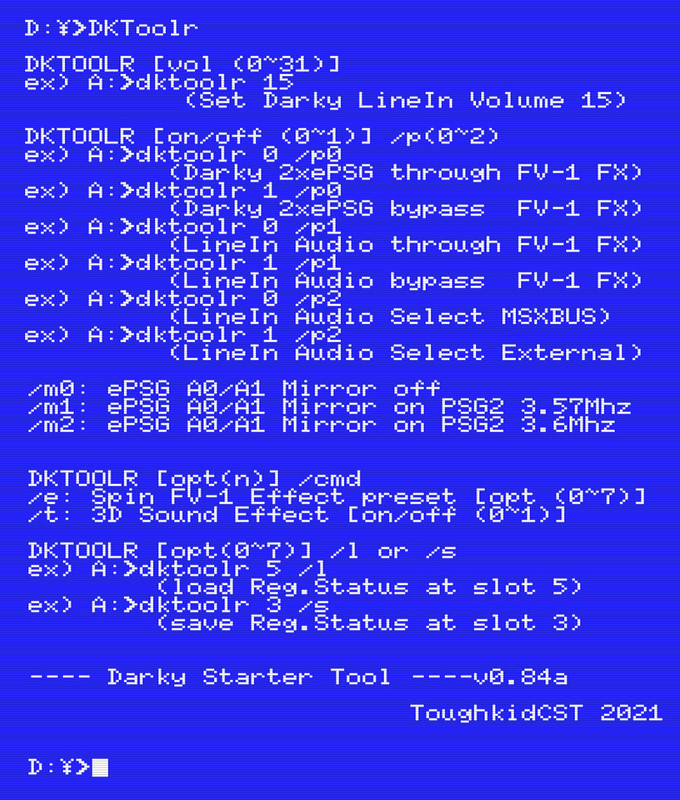 D:¥>DKToolr
DKTOOLR [vol (0~31)]
ex) A:>dktoolr 15
(Set Darky LineIn Volume 15)
DKTOOLR [on/off (0~1)] /p(0~2)
ex) A:>dktoolr 0 /p0
(Darky 2xePSG through FV-1 FX)
ex) A:>dktoolr 1 /p0
(Darky 2xePSG bypass  FV-1 FX)
ex) A:>dktoolr 0 /p1
(LineIn Audio through FV-1 FX)
ex) A:>dktoolr 1 /p1
(LineIn Audio bypass  FV-1 FX)
ex) A:>dktoolr 0 /p2
(LineIn Audio Select MSXBUS)
ex) A:>dktoolr 1 /p2
(LineIn Audio Select External)
/m0: ePSG A0/A1 Mirror off
/m1: ePSG A0/A1 Mirror on PSG2 3.57Mhz
/m2: ePSG A0/A1 Mirror on PSG2 3.6Mhz
DKTOOLR [opt(n)] /cmd
/e: Spin FV-1 Effect preset [opt (0~7)]
/t: 3D Sound Effect [on/off (0~1)]
DKTOOLR [opt(0~7)] /l or /s
ex) A:>dktoolr 5 /l
(load Reg.Status at slot 5)
ex) A:>dktoolr 3 /s
(save Reg.Status at slot 3)
---- Darky Starter Tool ----v0.84a
ToughkidCST 2021
D:¥>